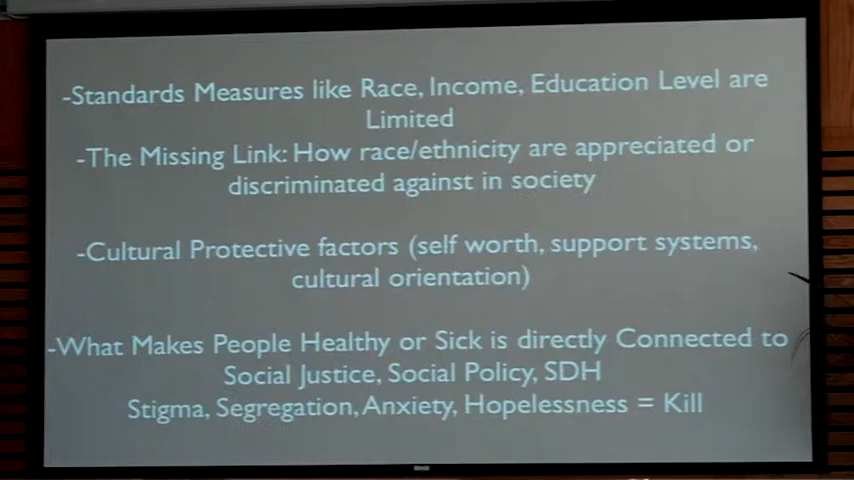 -Standards Measures like Race, Income, Education Level are
Limited
-The Missing Link: How race/ethnicity are appreciated or
discriminated against in society
-Cultural Protective factors (self worth, support systems,
cultural orientation)
-What Makes People Healthy or Sick is directly Connected to
Social Justice, Social Policy, SDH
Stigma, Segregation, Anxiety, Hopelessness = Kill